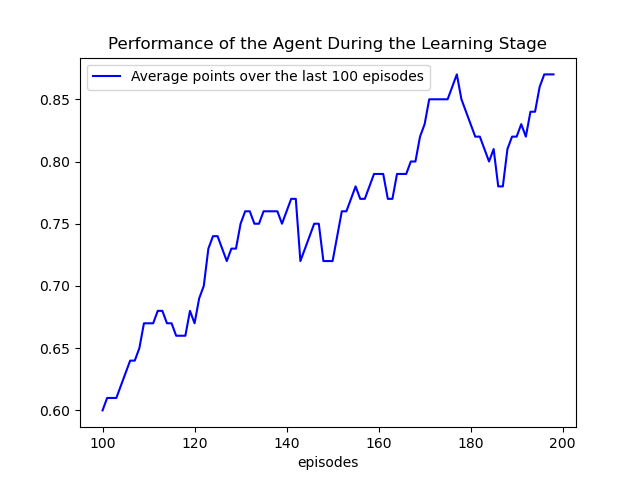 Performance of the Agent During the Learning Stage
Average points over the last 100 episodes
0.85
0.80
0.75
0.70
0.65
0.60
100 120 140 160 180 200
episodes